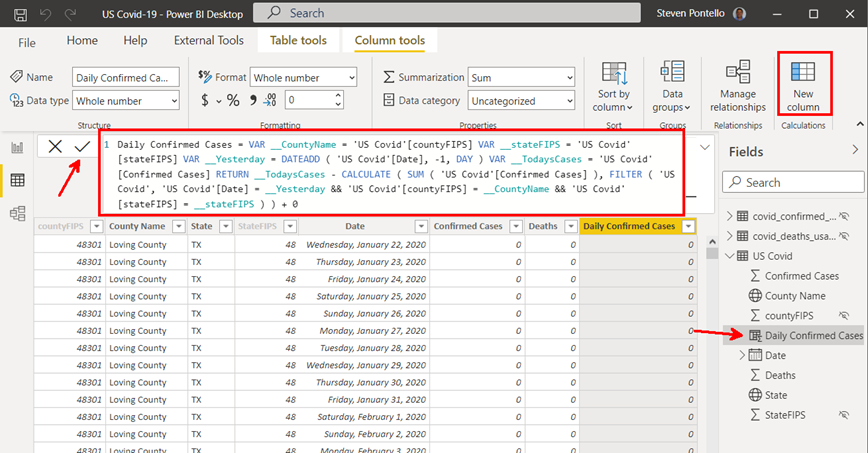 US Covid-19 - Power BI Desktop
Search
Steven Pontello
File
Home
Help
External Tools
Table tools
Column tools
Name
Daily Confirmed Ca...
Data type
Whole number
Structure
$% Format
Whole number
$ % 9 .00
0
Formatting
Summarization
Sum
Data category
Uncategorized
Properties
Sort by
column
Sort
Data
groups
Groups
Manage
relationships
Relationships
New
column
Calculations
1 Daily Confirmed Cases = VAR __CountyName = 'US Covid'[countyFIPS] VAR __stateFIPS = 'US Covid'
[stateFIPS] VAR __Yesterday = DATEADD ( 'US Covid'[Date], -1, DAY ) VAR __TodaysCases = 'US Covid'
[Confirmed Cases] RETURN __TodaysCases - CALCULATE ( SUM ( 'US Covid'[Confirmed Cases] ), FILTER ( 'US
Covid', 'US Covid'[Date] = __Yesterday && 'US Covid'[countyFIPS] = __CountyName && 'US Covid'
[stateFIPS] = __stateFIPS ) ) + 0
countyFIPS County Name State StateFIPS Date Confirmed Cases Deaths Daily Confirmed Cases
48301 Loving County TX 48 Wednesday, January 22, 2020 0 0 0
48301 Loving County TX 48 Thursday, January 23, 2020 0 0 0
48301 Loving County TX 48 Friday, January 24, 2020 0 0 0
48301 Loving County TX 48 Saturday, January 25, 2020 0 0 0
48301 Loving County TX 48 Sunday, January 26, 2020 0 0 0
48301 Loving County TX 48 Monday, January 27, 2020 0 0 0
48301 Loving County TX 48 Tuesday, January 28, 2020 0 0 0
48301 Loving County TX 48 Wednesday, January 29, 2020 0 0 0
48301 Loving County TX 48 Thursday, January 30, 2020 0 0 0
48301 Loving County TX 48 Friday, January 31, 2020 0 0 0
48301 Loving County TX 48 Saturday, February 1, 2020 0 0 0
48301 Loving County TX 48 Sunday, February 2, 2020 0 0 0
48301 Loving County TX 48 Monday, February 3, 2020 0 0 0
Fields
Search
covid_confirmed_...
covid_deaths_usa...
US Covid
Confirmed Cases
County Name
countyFIPS
Daily Confirmed Cases
Date
Deaths
State
StateFIPS